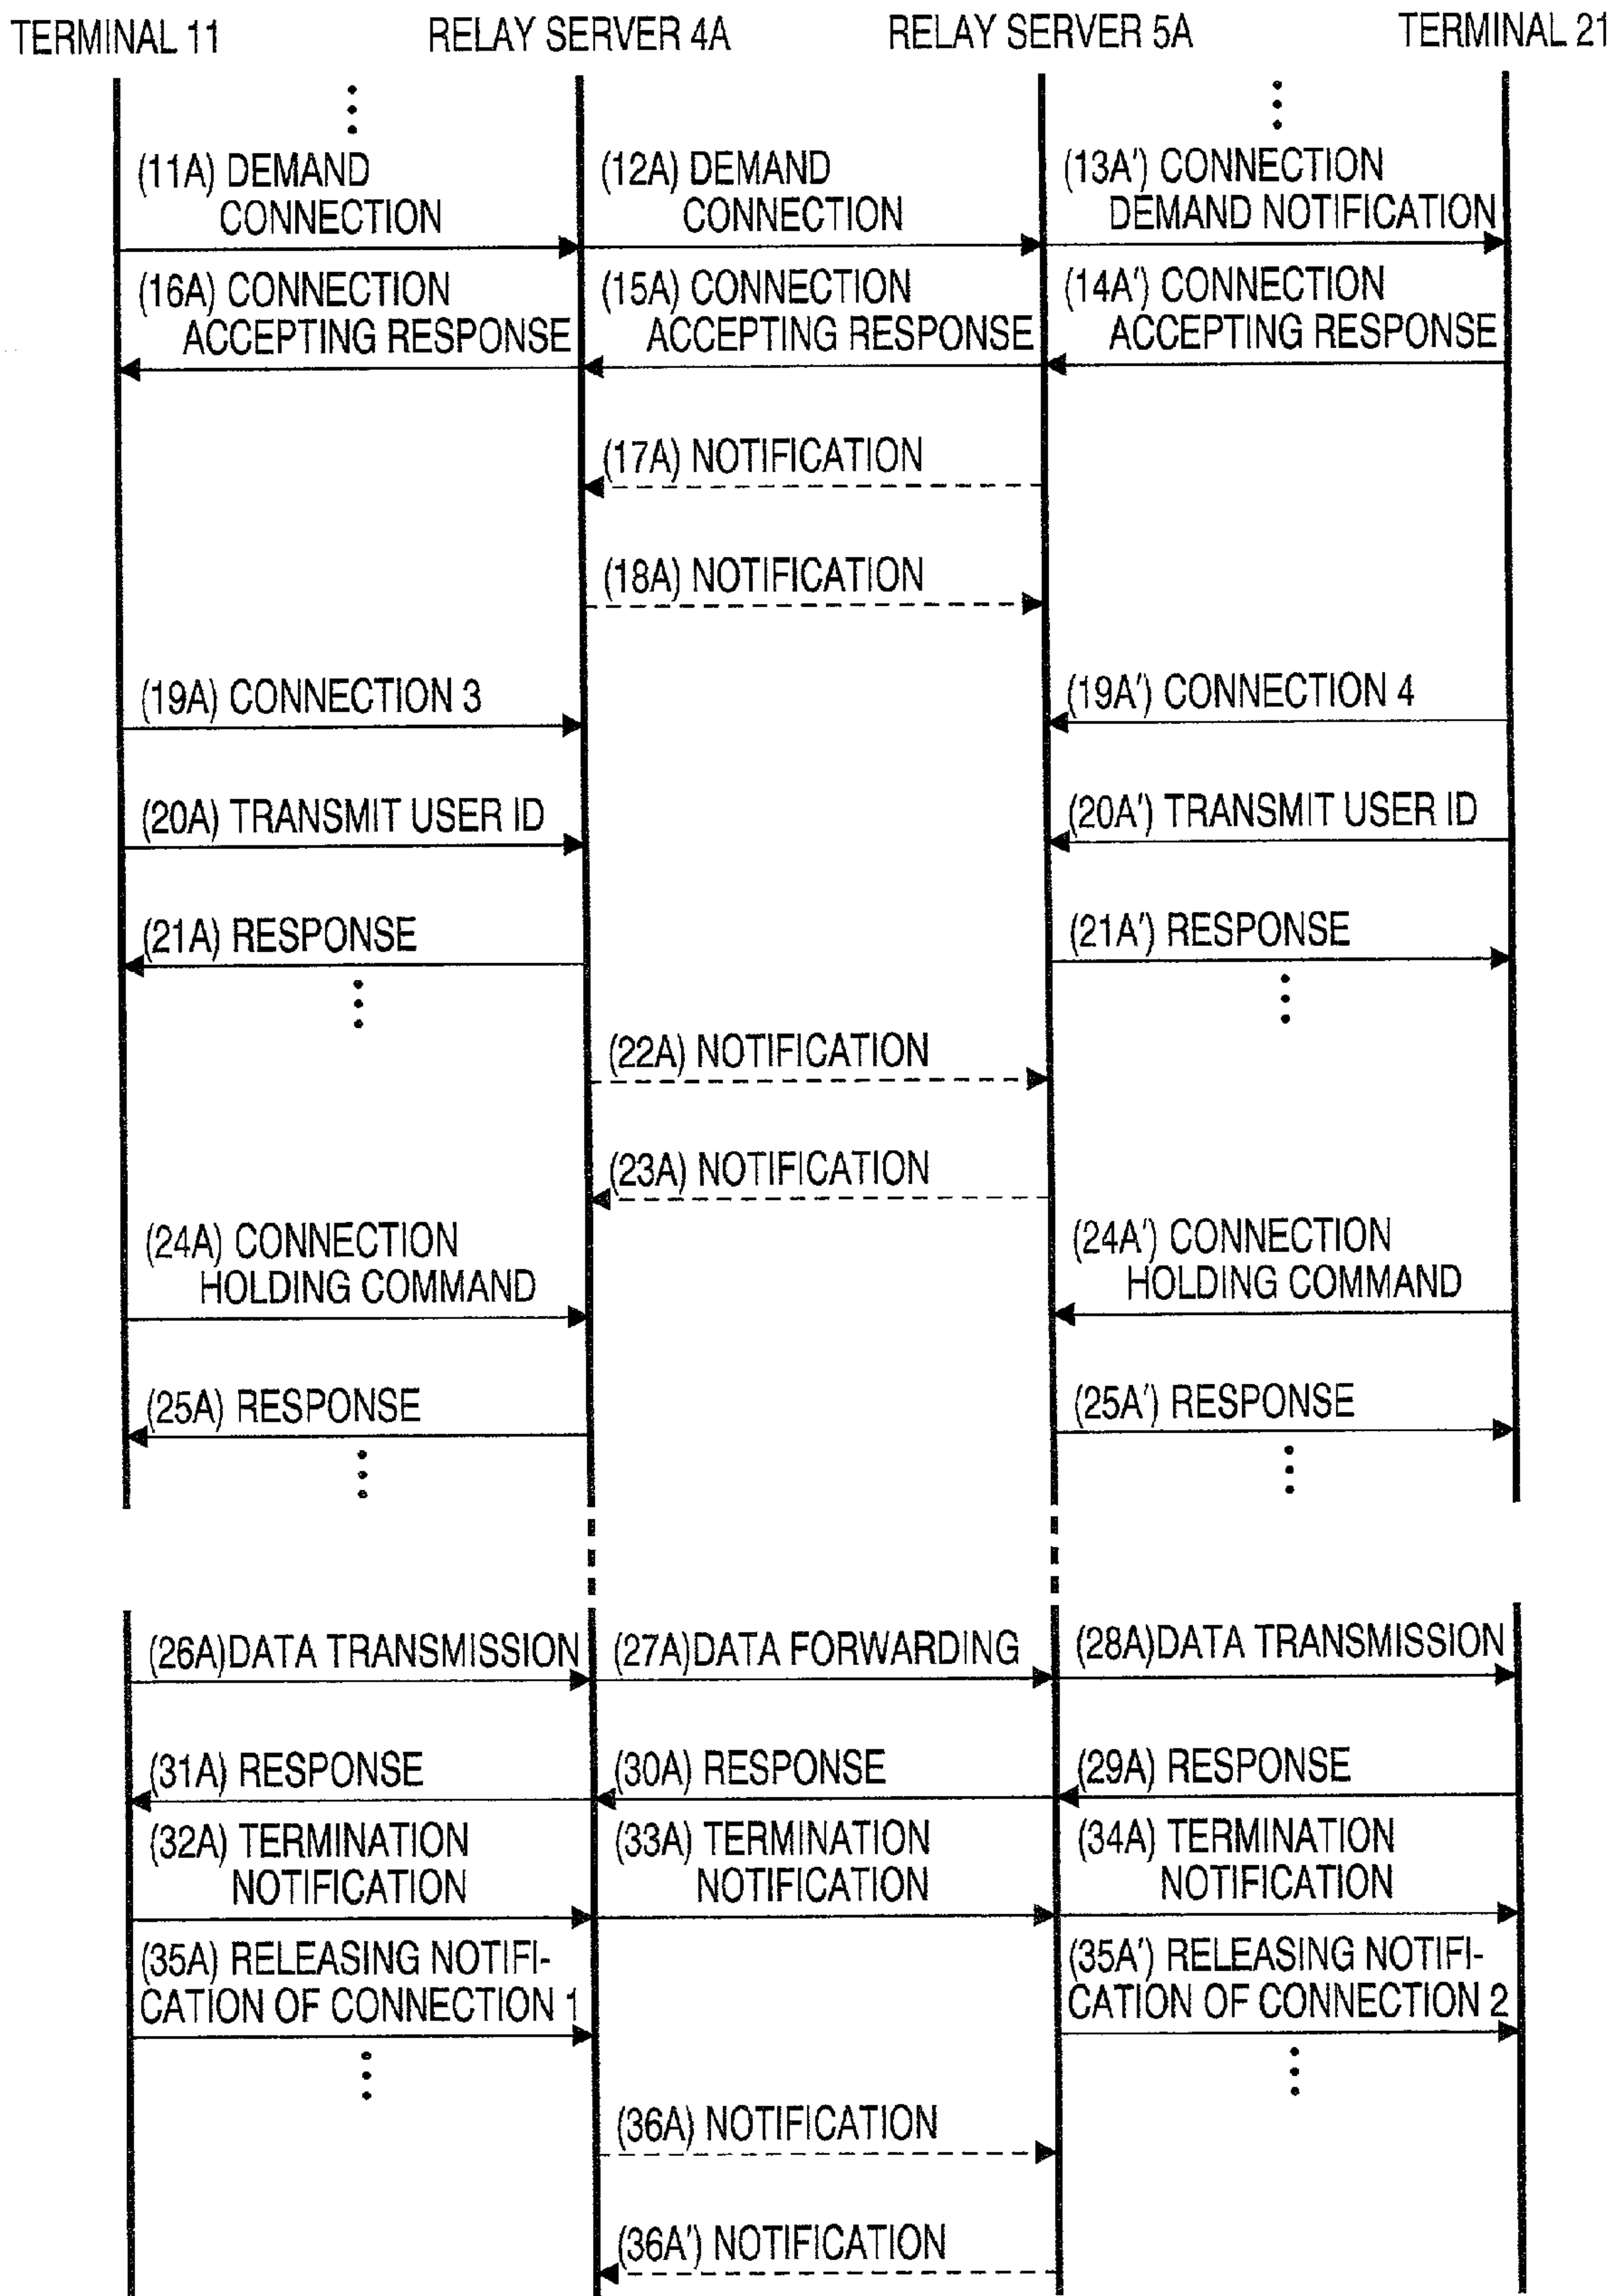 TERMINAL 11
RELAY SERVER 4A
RELAY SERVER 5A
TERMINAL 21
(11A) DEMAND
CONNECTION
(12A) DEMAND
CONNECTION
(13A') CONNECTION
DEMAND NOTIFICATION
(16A) CONNECTION
ACCEPTING RESPONSE
(15A) CONNECTION
ACCEPTING RESPONSE
(14A') CONNECTION
ACCEPTING RESPONSE
(17A) NOTIFICATION
(18A) NOTIFICATION
(19A) CONNECTION 3
(19A') CONNECTION 4
(20A) TRANSMIT USER ID
(20A') TRANSMIT USER ID
(21A) RESPONSE
(21A') RESPONSE
(22A) NOTIFICATION
(23A) NOTIFICATION
(24A) CONNECTION
HOLDING COMMAND
(24A') CONNECTION
HOLDING COMMAND
(25A) RESPONSE
(25A') RESPONSE
(26A)DATA TRANSMISSION
(27A)DATA FORWARDING
(28A)DATA TRANSMISSION
(31A) RESPONSE
(30A) RESPONSE
(29A) RESPONSE
(32A) TERMINATION
NOTIFICATION
(33A) TERMINATION
NOTIFICATION
(34A) TERMINATION
NOTIFICATION
(35A) RELEASING NOTIFI-
CATION OF CONNECTION 1
(35A') RELEASING NOTIFI-
CATION OF CONNECTION 2
(36A) NOTIFICATION
(36A') NOTIFICATION